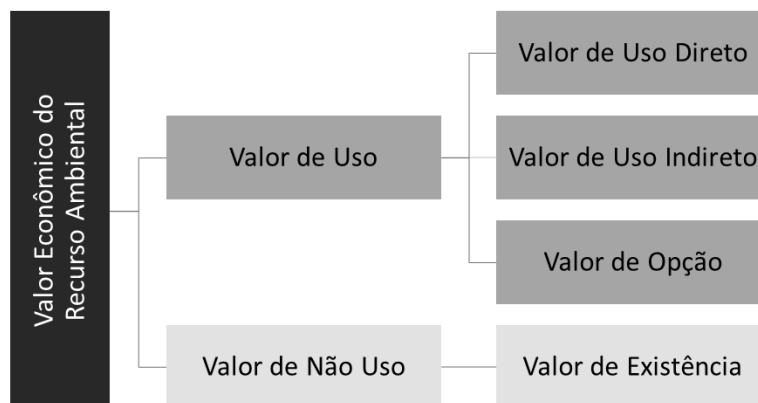 Valor Econômico do
Recurso Ambiental
Valor de Uso
Valor de Uso Direto
Valor de Uso Indireto
Valor de Opção
Valor de Não Uso
Valor de Existência